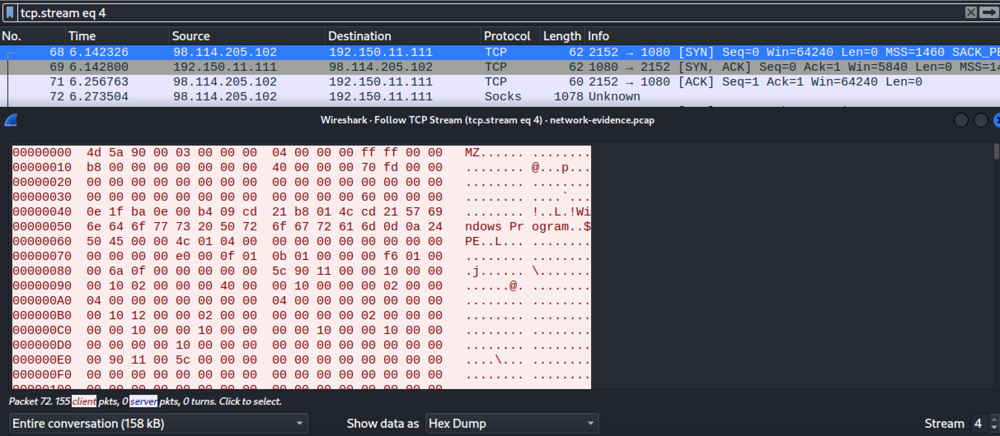 tcp.stream eq 4
No. Time Source Destination Protocol Length Info
68 6.142326 98.114.205.102 192.150.11.111 TCP 62 2152 → 1080 [SYN] Seq=0 Win=64240 Len=0 MSS=1460 SACK_PE
69 6.142800 192.150.11.111 98.114.205.102 TCP 62 1080 → 2152 [SYN, ACK] Seq=0 Ack=1 Win=5840 Len=0 MSS=14
71 6.256763 98.114.205.102 192.150.11.111 TCP 60 2152 → 1080 [ACK] Seq=1 Ack=1 Win=64240 Len=0
72 6.273504 98.114.205.102 192.150.11.111 Socks 1078 Unknown
Wireshark · Follow TCP Stream (tcp.stream eq 4) · network-evidence.pcap
00000000 4d 5a 90 00 03 00 00 00 04 00 00 00 ff ff 00 00 MZ...... ........
00000010 b8 00 00 00 00 00 00 00 40 00 00 00 70 fd 00 00 ........ @...p...
00000020 00 00 00 00 00 00 00 00 00 00 00 00 00 00 00 00 ........ ........
00000030 00 00 00 00 00 00 00 00 00 00 00 00 60 00 00 00 ........ ....`...
00000040 0e 1f ba 0e 00 b4 09 cd 21 b8 01 4c cd 21 57 69 ........ !..L.!Wi
00000050 6e 64 6f 77 73 20 50 72 6f 67 72 61 6d 0d 0a 24 ndows Pr ogram..$
00000060 50 45 00 00 4c 01 04 00 00 00 00 00 00 00 00 00 PE..L... ........
00000070 00 00 00 00 e0 00 0f 01 0b 01 00 00 00 f6 01 00 ........ ........
00000080 00 6a 0f 00 00 00 00 00 5c 90 11 00 00 10 00 00 .j...... \.......
00000090 00 10 02 00 00 00 40 00 00 10 00 00 00 02 00 00 ......@. ........
000000A0 04 00 00 00 00 00 00 00 04 00 00 00 00 00 00 00 ........ ........
000000B0 00 10 12 00 00 02 00 00 00 00 00 00 02 00 00 00 ........ ........
000000C0 00 00 10 00 00 10 00 00 00 00 10 00 00 10 00 00 ........ ........
000000D0 00 00 00 00 10 00 00 00 00 00 00 00 00 00 00 00 ........ ........
000000E0 00 90 11 00 5c 00 00 00 00 00 00 00 00 00 00 00 ....\... ........
000000F0 00 00 00 00 00 00 00 00 00 00 00 00 00 00 00 00 ........ ........
00000100 00 00 00 00 00 00 00 00 00 00 00 00 00 00 00 00
Packet 72. 155 client pkts, 0 server pkts, 0 turns. Click to select.
Entire conversation (158 kB) Show data as Hex Dump Stream 4